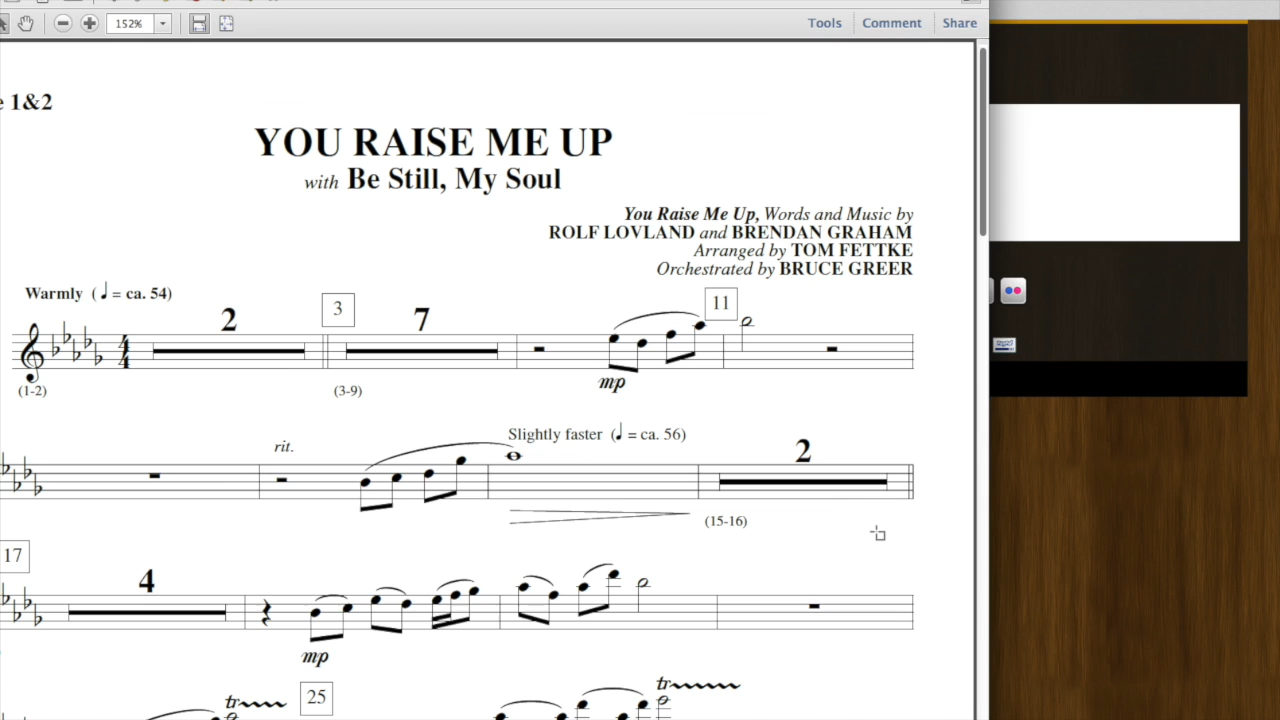 152%
Tools Comment Share
e 1&2
YOU RAISE ME UP
with Be Still, My Soul
You Raise Me Up, Words and Music by
ROLF LOVLAND and BRENDAN GRAHAM
Arranged by TOM FETTKE
Orchestrated by BRUCE GREER
Warmly (♩ = ca. 54)
2 3 7 11
4
4
mp
(1-2) (3-9)
rit. Slightly faster (♩ = ca. 56) 2
(15-16)
17
4
mp
25
tr tr